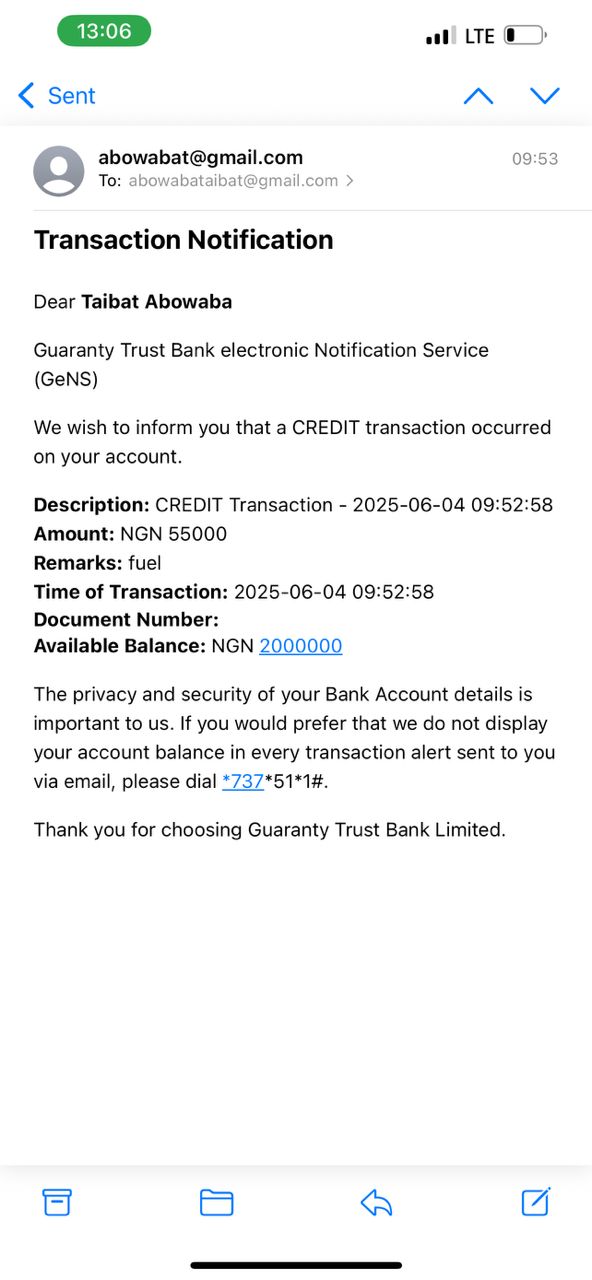 13:06
LTE
Sent
abowabat@gmail.com
09:53
To: abowabataibat@gmail.com
Transaction Notification
Dear Taibat Abowaba
Guaranty Trust Bank electronic Notification Service
(GeNS)
We wish to inform you that a CREDIT transaction occurred
on your account.
Description: CREDIT Transaction - 2025-06-04 09:52:58
Amount: NGN 55000
Remarks: fuel
Time of Transaction: 2025-06-04 09:52:58
Document Number:
Available Balance: NGN 2000000
The privacy and security of your Bank Account details is
important to us. If you would prefer that we do not display
your account balance in every transaction alert sent to you
via email, please dial *737*51*1#.
Thank you for choosing Guaranty Trust Bank Limited.